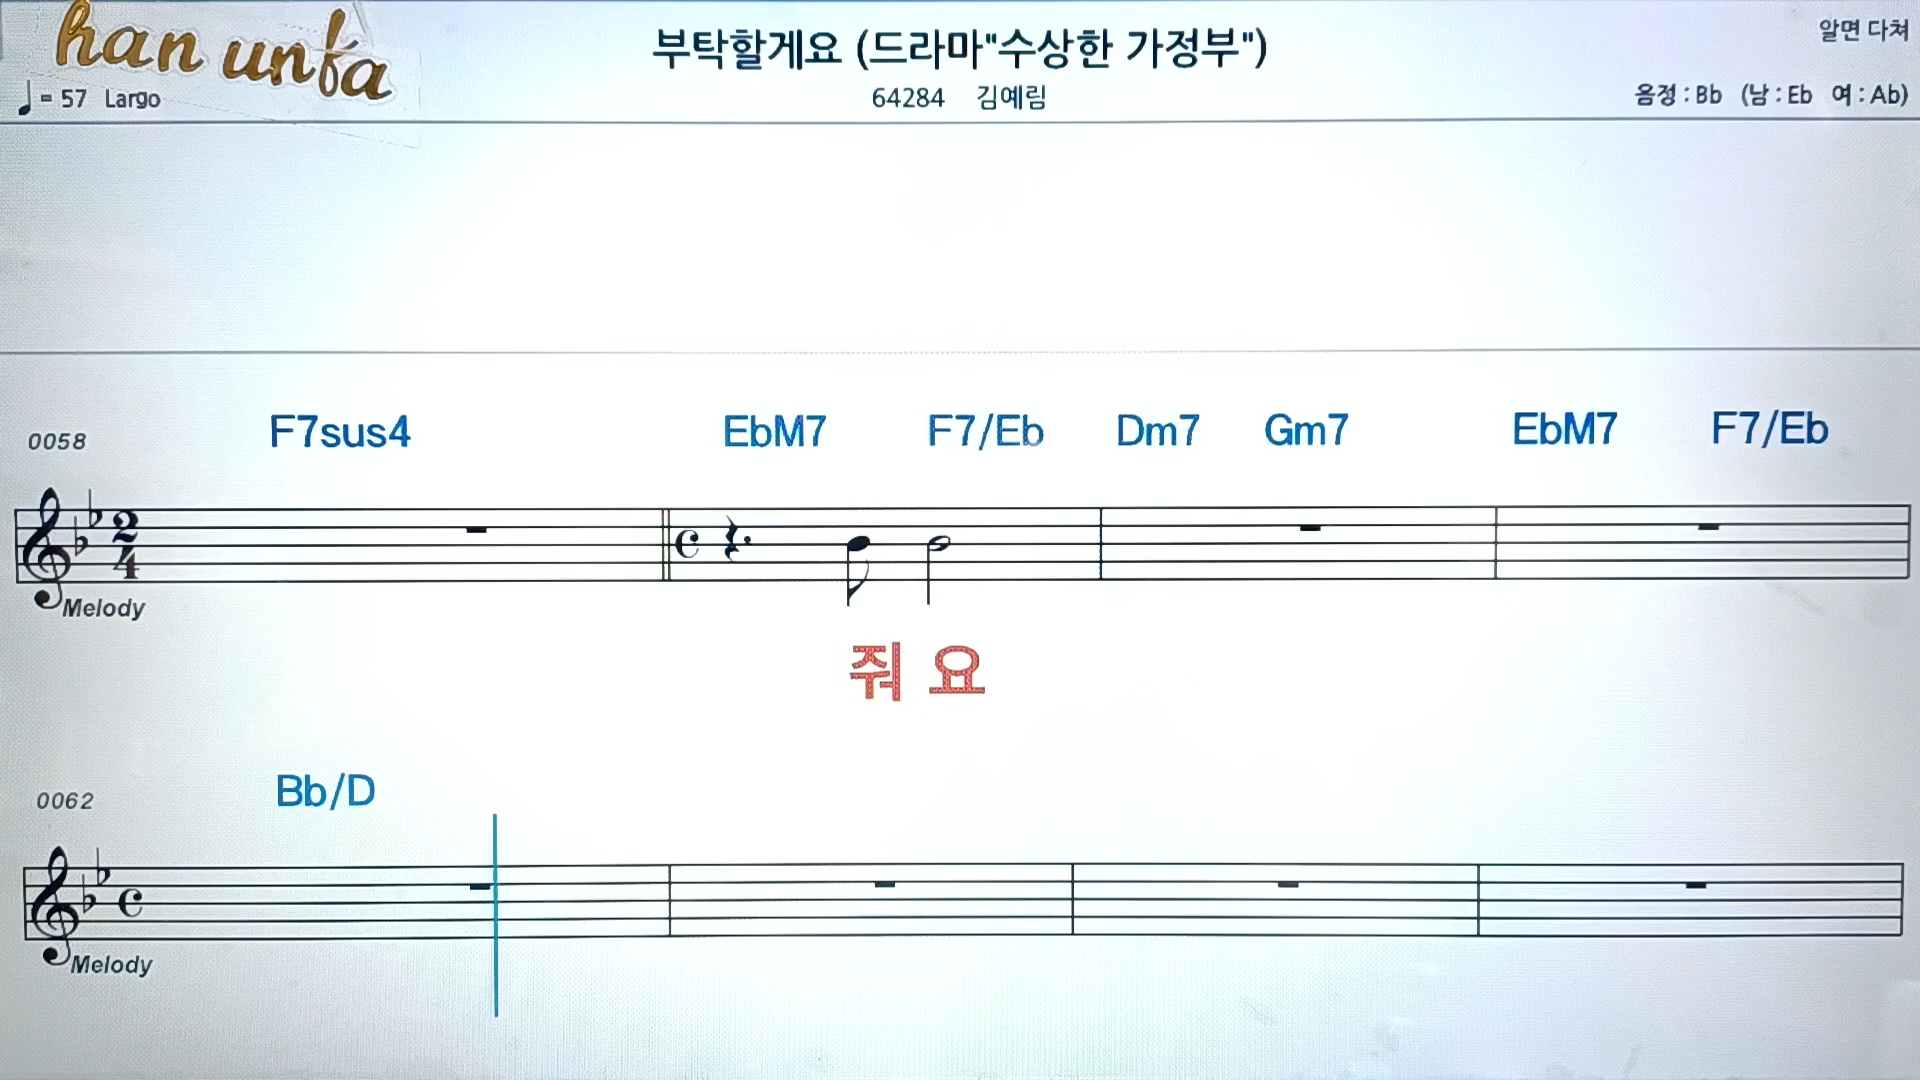 han unfa
부탁할게요 (드라마"수상한 가정부")
알면 다쳐
♩= 57 Largo
64284 김예림
음정 : Bb (남 : Eb 여 : Ab)
0058 F7sus4 EbM7 F7/Eb Dm7 Gm7 EbM7 F7/Eb
2
4
Melody
줘 요
0062 Bb/D
Melody